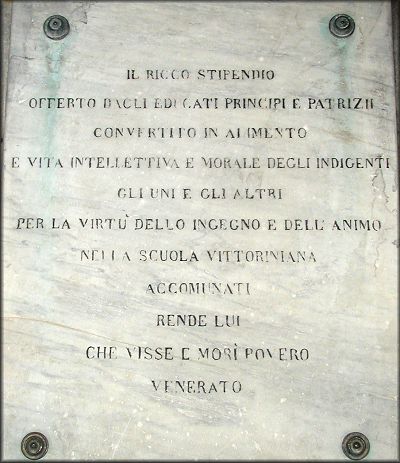 IL RICCO STIPENDIO
OFFERTO DAGLI EDUCATI PRINCIPI E PATRIZII
CONVERTITO IN ALIMENTO
E VITA INTELLETTIVA E MORALE DEGLI INDIGENTI
GLI UNI E GLI ALTRI
PER LA VIRTU' DELLO INGEGNO E DELL'ANIMO
NELLA SCUOLA VITTORINIANA
ACCOMUNATI
RENDE LUI
CHE VISSE E MORÌ POVERO
VENERATO